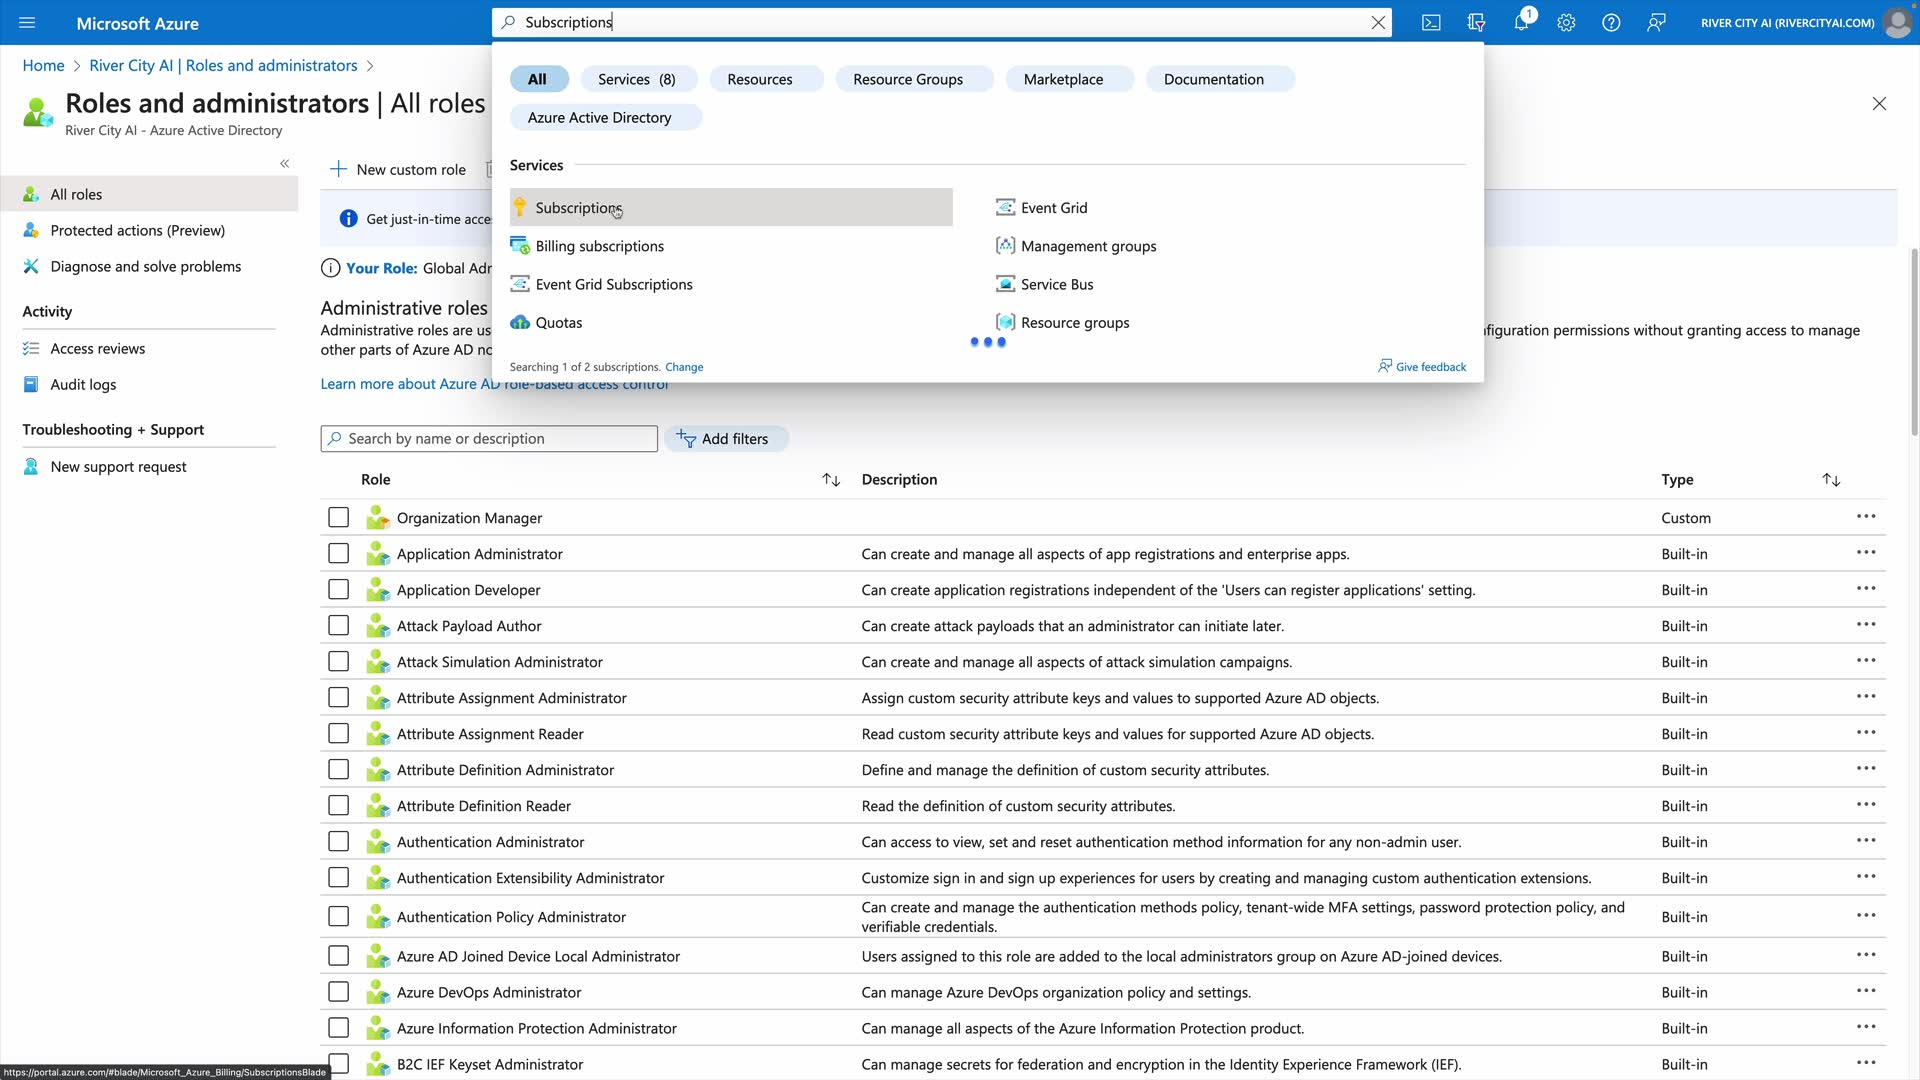 Microsoft Azure
Subscriptions
1
RIVER CITY AI (RIVERCITYAI.COM)
Home > River City AI | Roles and administrators >
Roles and administrators | All roles
River City AI - Azure Active Directory
All
Services (8)
Resources
Resource Groups
Marketplace
Documentation
Azure Active Directory
Services
Subscriptions
Event Grid
Billing subscriptions
Management groups
Event Grid Subscriptions
Service Bus
Quotas
Resource groups
Searching 1 of 2 subscriptions. Change
Give feedback
All roles
Protected actions (Preview)
Diagnose and solve problems
Activity
Access reviews
Audit logs
Troubleshooting + Support
New support request
New custom role
Get just-in-time acce
Your Role: Global Adr
Administrative roles
Administrative roles are us
figuration permissions without granting access to manage
other parts of Azure AD no
Learn more about Azure AD role-based access control
Search by name or description
Add filters
Role Description Type
Organization Manager Custom
Application Administrator Can create and manage all aspects of app registrations and enterprise apps. Built-in
Application Developer Can create application registrations independent of the 'Users can register applications' setting. Built-in
Attack Payload Author Can create attack payloads that an administrator can initiate later. Built-in
Attack Simulation Administrator Can create and manage all aspects of attack simulation campaigns. Built-in
Attribute Assignment Administrator Assign custom security attribute keys and values to supported Azure AD objects. Built-in
Attribute Assignment Reader Read custom security attribute keys and values for supported Azure AD objects. Built-in
Attribute Definition Administrator Define and manage the definition of custom security attributes. Built-in
Attribute Definition Reader Read the definition of custom security attributes. Built-in
Authentication Administrator Can access to view, set and reset authentication method information for any non-admin user. Built-in
Authentication Extensibility Administrator Customize sign in and sign up experiences for users by creating and managing custom authentication extensions. Built-in
Authentication Policy Administrator Can create and manage the authentication methods policy, tenant-wide MFA settings, password protection policy, and Built-in
verifiable credentials.
Azure AD Joined Device Local Administrator Users assigned to this role are added to the local administrators group on Azure AD-joined devices. Built-in
Azure DevOps Administrator Can manage Azure DevOps organization policy and settings. Built-in
Azure Information Protection Administrator Can manage all aspects of the Azure Information Protection product. Built-in
B2C IEF Keyset Administrator Can manage secrets for federation and encryption in the Identity Experience Framework (IEF). Built-in
https://portal.azure.com/#blade/Microsoft_Azure_Billing/SubscriptionsBlade